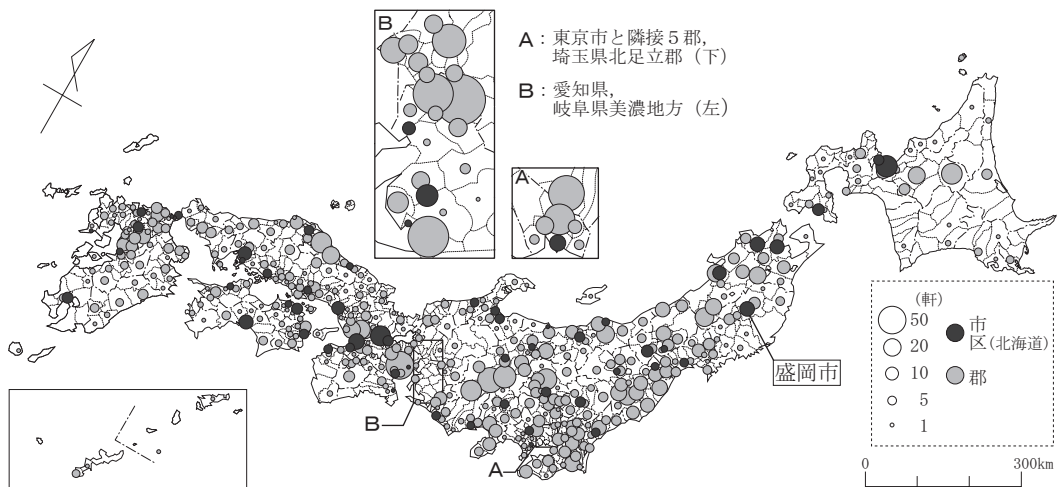 B
A：東京市と隣接５郡，
埼玉県北足立郡（下）
B：愛知県，
岐阜県美濃地方（左）
A
（軒）
50
20
10
5
1
市
区(北海道)
郡
盛岡市
B
A
0
300km